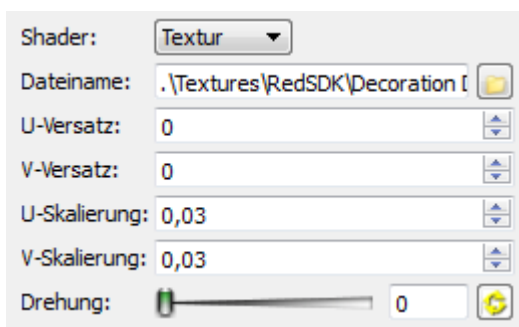 Shader: Textur
Dateiname: .\Textures\RedSDK\Decoration
U-Versatz: 0
V-Versatz: 0
U-Skalierung: 0,03
V-Skalierung: 0,03
Drehung: 0